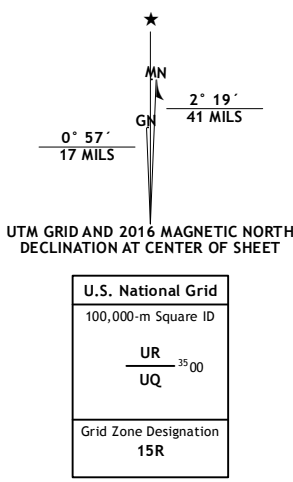 ★
MN
GN
2° 19´
41 MILS
0° 57´
17 MILS
UTM GRID AND 2016 MAGNETIC NORTH
DECLINATION AT CENTER OF SHEET
U.S. National Grid
100,000-m Square ID
UR
3500
UQ
Grid Zone Designation
15R